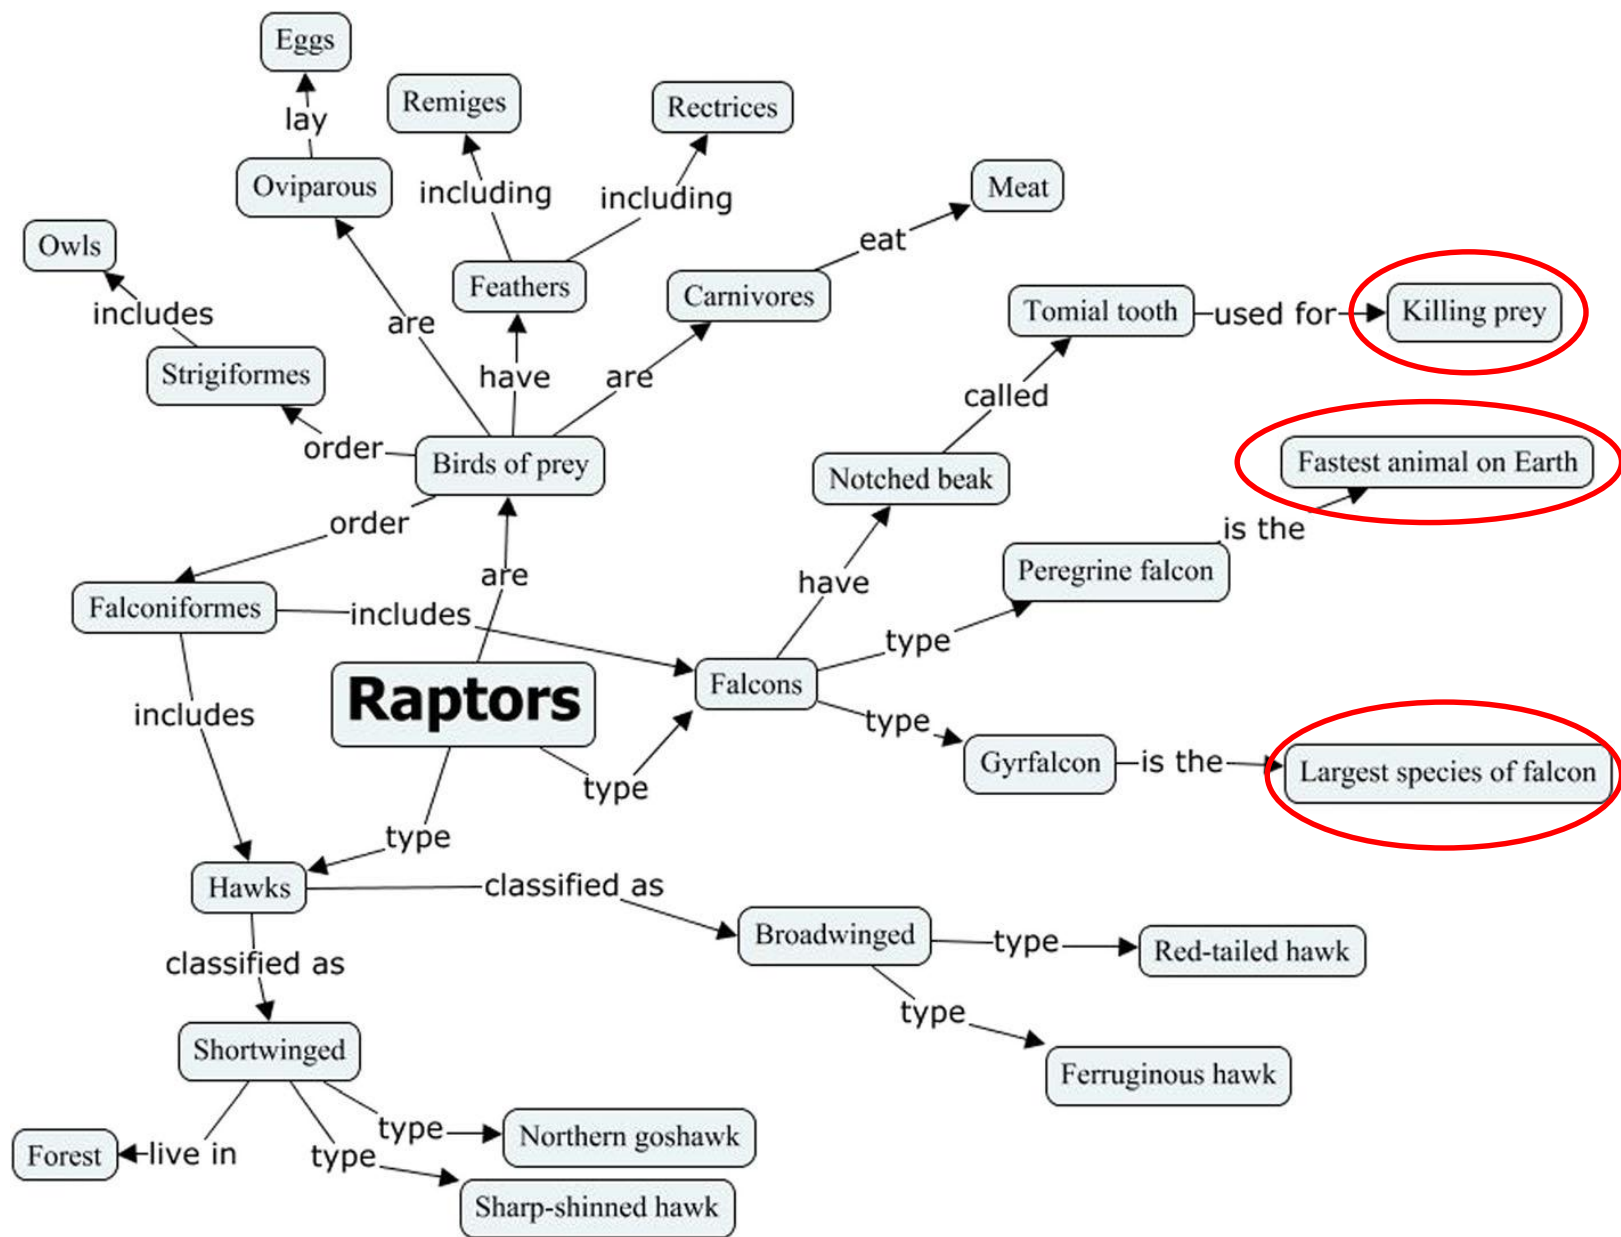 Eggs
lay
Oviparous
Remiges
Rectrices
including
including
Feathers
Meat
eat
Carnivores
Owls
includes
Strigiformes
are
have
are
order
Birds of prey
order
Tomial tooth
used for
Killing prey
called
Notched beak
Fastest animal on Earth
is the
Peregrine falcon
have
type
Falconiformes
includes
are
Raptors
Falcons
includes
type
type
Gyrfalcon
is the
Largest species of falcon
type
Hawks
classified as
Broadwinged
type
Red-tailed hawk
type
Ferruginous hawk
classified as
Shortwinged
type
Northern goshawk
Forest
live in
type
Sharp-shinned hawk